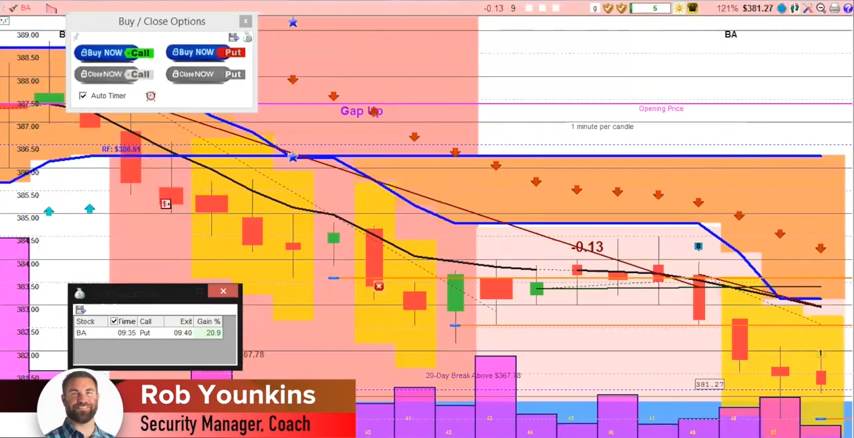 BA
-0.13 9
g
5
121% $381.27
Buy / Close Options
x
Buy NOW Call
Buy NOW Put
CloseNOW Call
CloseNOW Put
Auto Timer
389.00
388.50
388.00
387.50
387.00
386.50
386.00
385.50
385.00
384.50
384.00
383.50
383.00
382.50
382.00
BA
Gap Up
Opening Price
1 minute per candle
RF: $386.51
-0.13
Stock Time Call Exit Gain %
BA 09:35 Put 09:40 20.9
20-Day Break Above $367.78
381.27
Rob Younkins
Security Manager, Coach